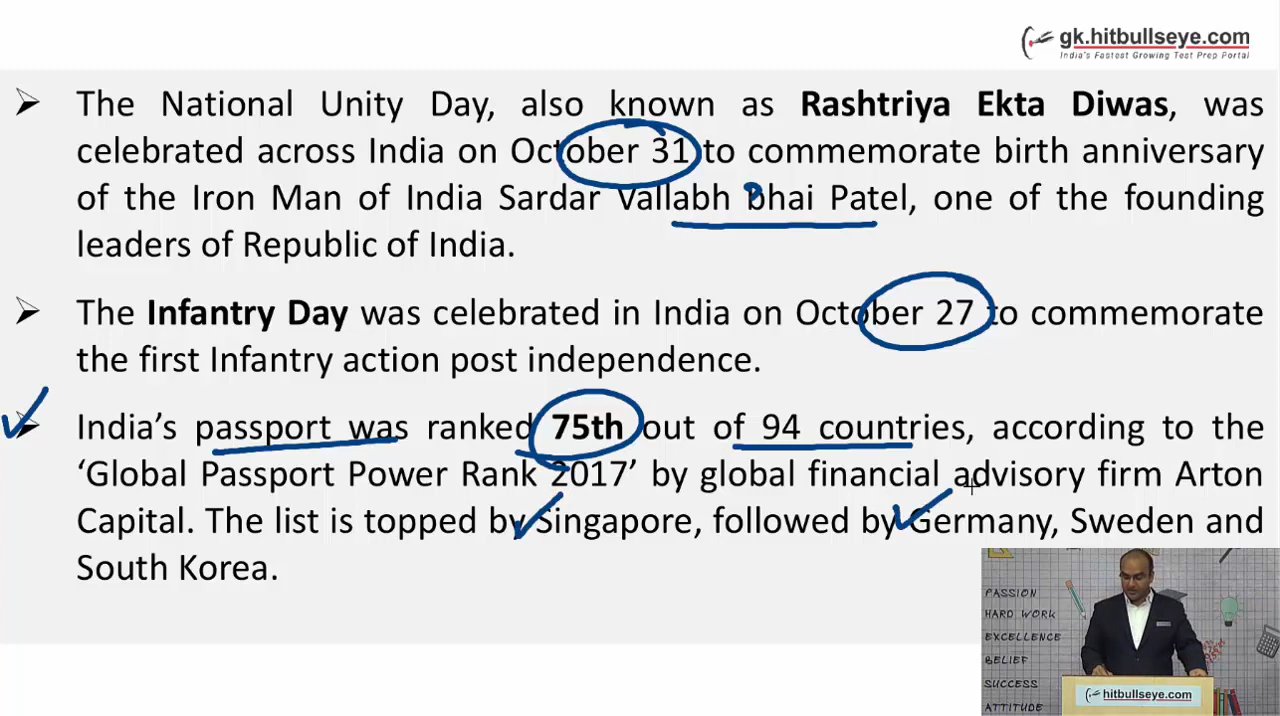 gk.hitbullseye.com
India's Fastest Growing Test Prep Portal
The National Unity Day, also known as Rashtriya Ekta Diwas, was
celebrated across India on October 31 to commemorate birth anniversary
of the Iron Man of India Sardar Vallabh bhai Patel, one of the founding
leaders of Republic of India.
The Infantry Day was celebrated in India on October 27 to commemorate
the first Infantry action post independence.
India's passport was ranked 75th out of 94 countries, according to the
‘Global Passport Power Rank 2017’ by global financial advisory firm Arton
Capital. The list is topped by Singapore, followed by Germany, Sweden and
South Korea.
PASSION
HARD WORK
EXCELLENCE
BELIEF
SUCCESS
ATTITUDE
hitbullseye.com